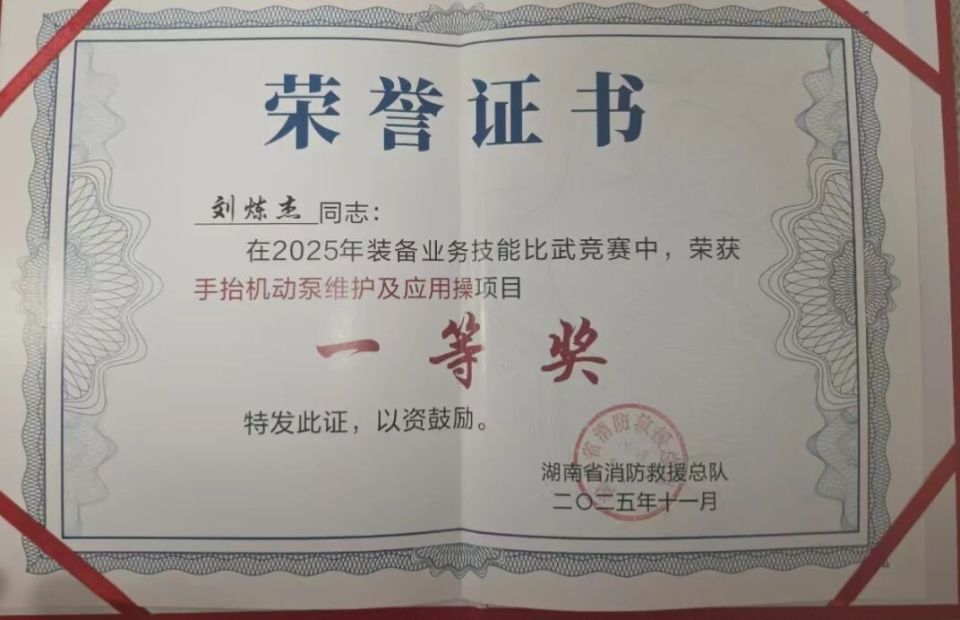 荣誉证书
刘炼杰同志：
在2025年装备业务技能比武竞赛中，荣获
手抬机动泵维护及应用操项目
一等奖
特发此证，以资鼓励。
湖南省消防救援总队
二〇二五年十一月